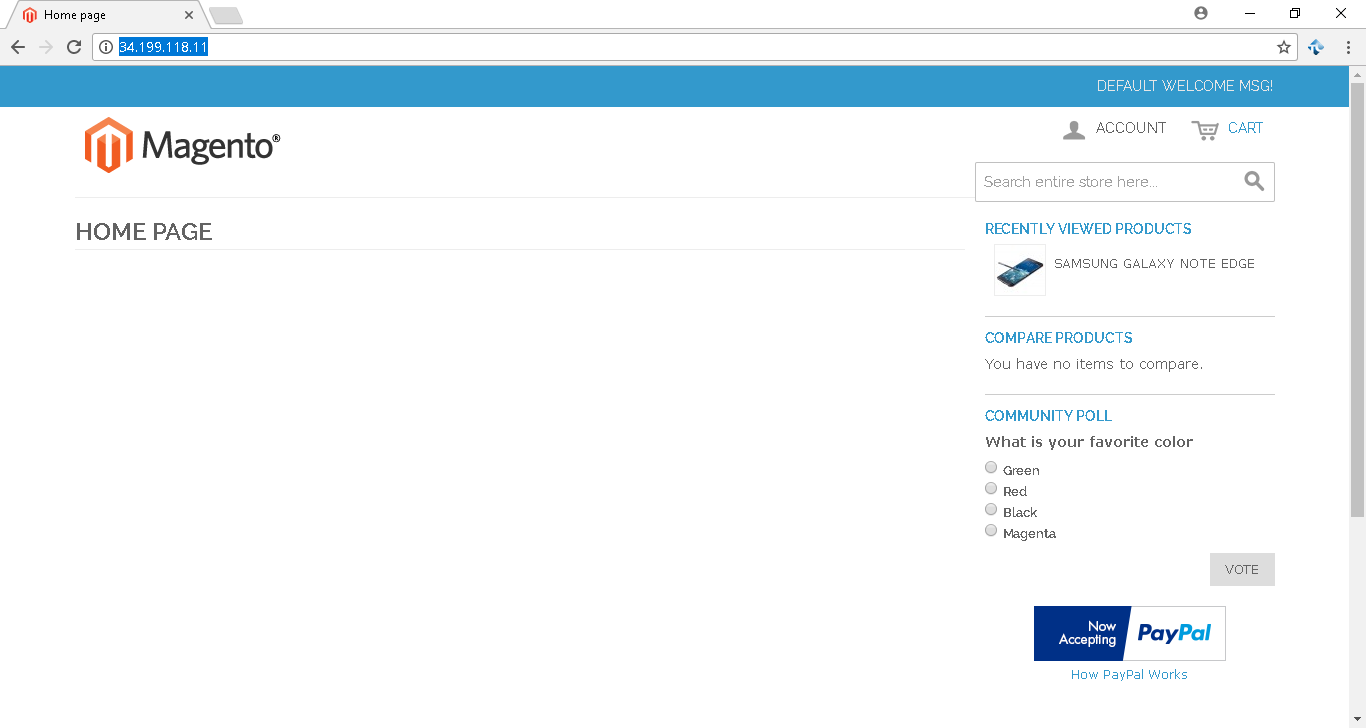 Home page
34.199.118.11
DEFAULT WELCOME MSG!
Magento®
ACCOUNT CART
Search entire store here...
HOME PAGE
RECENTLY VIEWED PRODUCTS
SAMSUNG GALAXY NOTE EDGE
COMPARE PRODUCTS
You have no items to compare.
COMMUNITY POLL
What is your favorite color
Green
Red
Black
Magenta
VOTE
Now
Accepting
PayPal
How PayPal Works